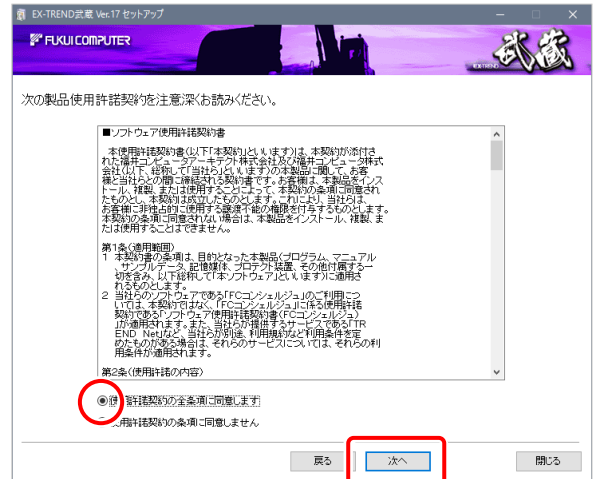 EX-TREND武蔵 Ver.17 セットアップ
FUKUI COMPUTER
EX-TREND 武蔵
次の製品使用許諾契約を注意深くお読みください。
■ソフトウェア使用許諾契約書
本使用許諾契約書(以下「本契約」といいます)は、本契約が添付さ
れた福井コンピュータアーキテクト株式会社及び福井コンピュータ株式
会社(以下、総称して「当社ら」といいます)の本製品に関して、お客
様と当社らとの間に締結される契約書です。お客様は、本製品をインス
トール、複製、または使用することによって、本契約の条項に同意され
たものとし、本契約は成立したものとします。これにより、当社らは、
お客様に非独占的に使用する譲渡不能の権限を付与するものとします。
本契約の条項に同意されない場合は、本製品をインストール、複製、ま
たは使用することはできません。
第1条(適用範囲)
1 本契約書の条項は、目的となった本製品(プログラム、マニュアル
、サンプルデータ、記憶媒体、プロテクト装置、その他付属する一
切を含み、以下総称して「本ソフトウェア」といいます)に適用さ
れるものとします。
2 当社らのソフトウェアである「FCコンシェルジュ」のご利用につ
いては、本契約ではなく、「FCコンシェルジュ」に係る使用許諾
契約である「ソフトウェア使用許諾契約書(FCコンシェルジュ)
」が適用されます。また、当社らが提供するサービスである「TR
END Net」など、当社らが別途、利用規約など利用条件を定
めたものがある場合は、それらのサービスについては、それらの利
用条件が適用されます。
第2条(使用許諾の内容)
使用許諾契約の全条項に同意します
使用許諾契約の条項に同意しません
戻る 次へ 閉じる